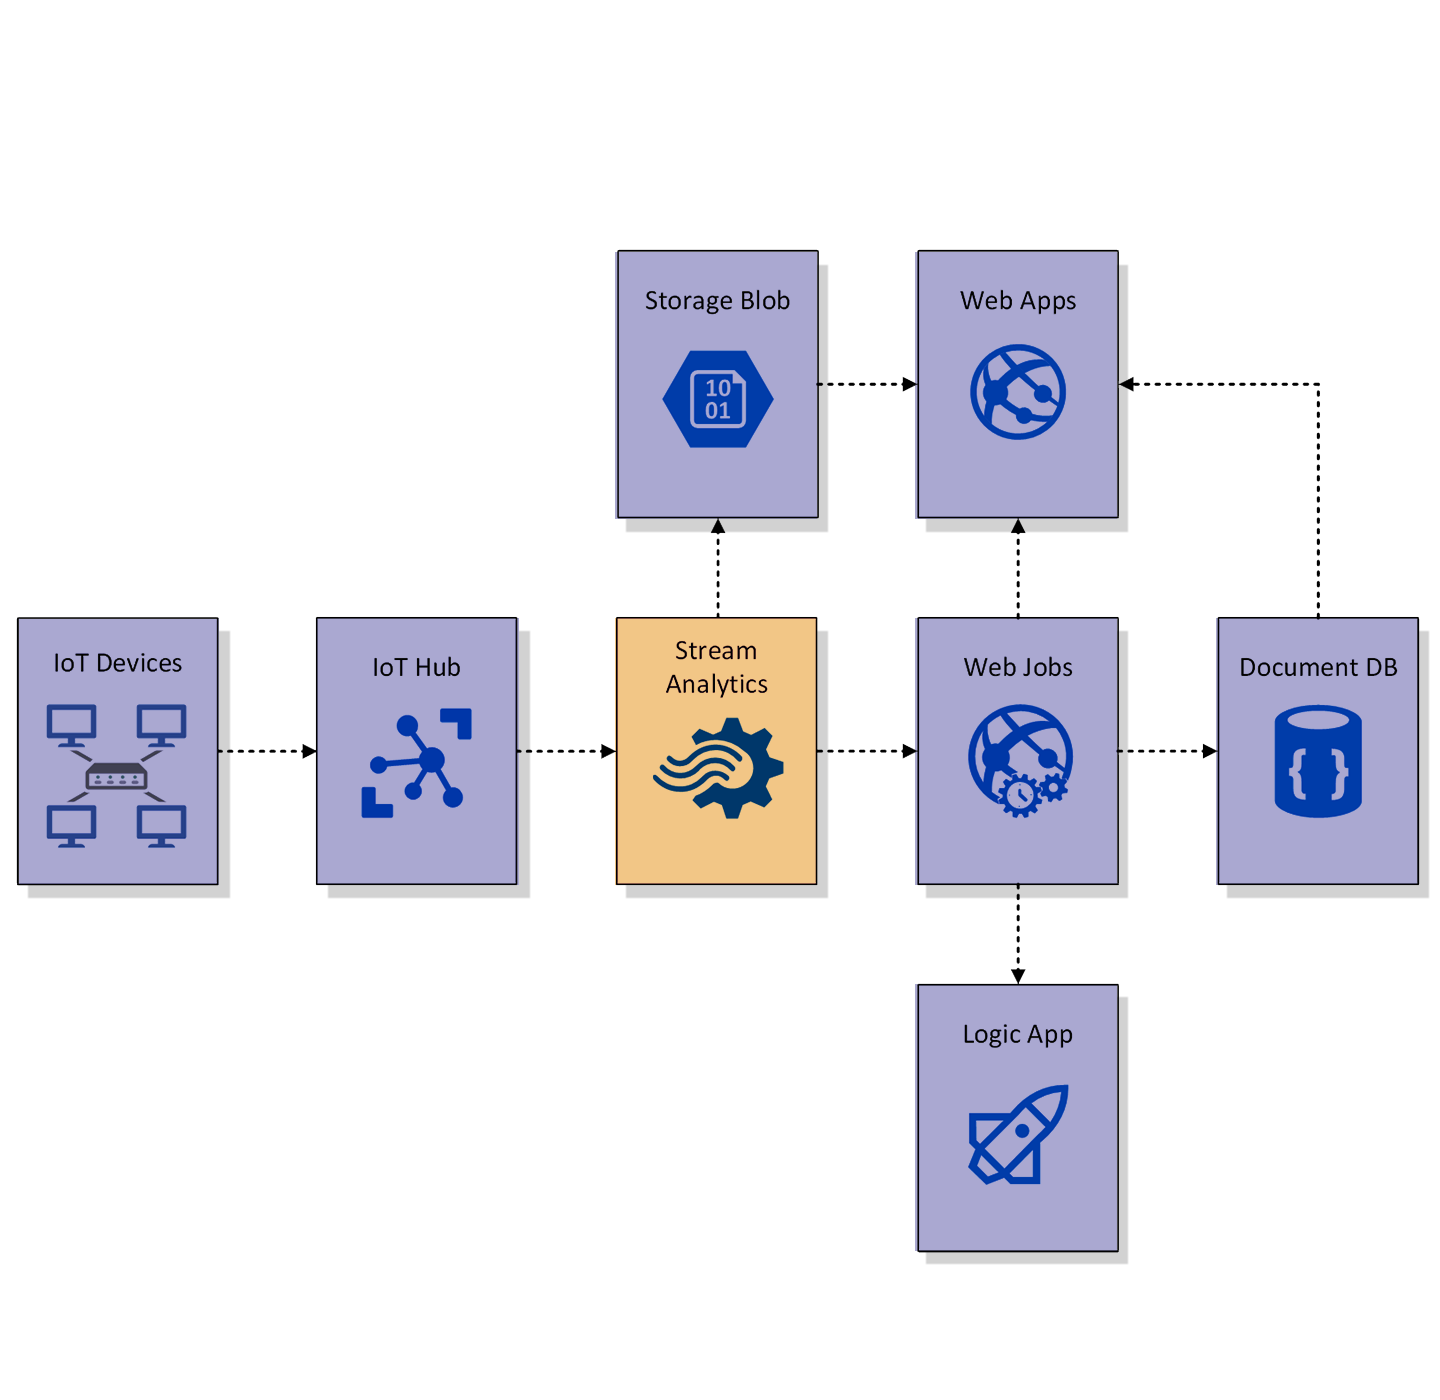 Storage Blob
10
01
Web Apps
IoT Devices
IoT Hub
Stream
Analytics
Web Jobs
Document DB
{ }
Logic App